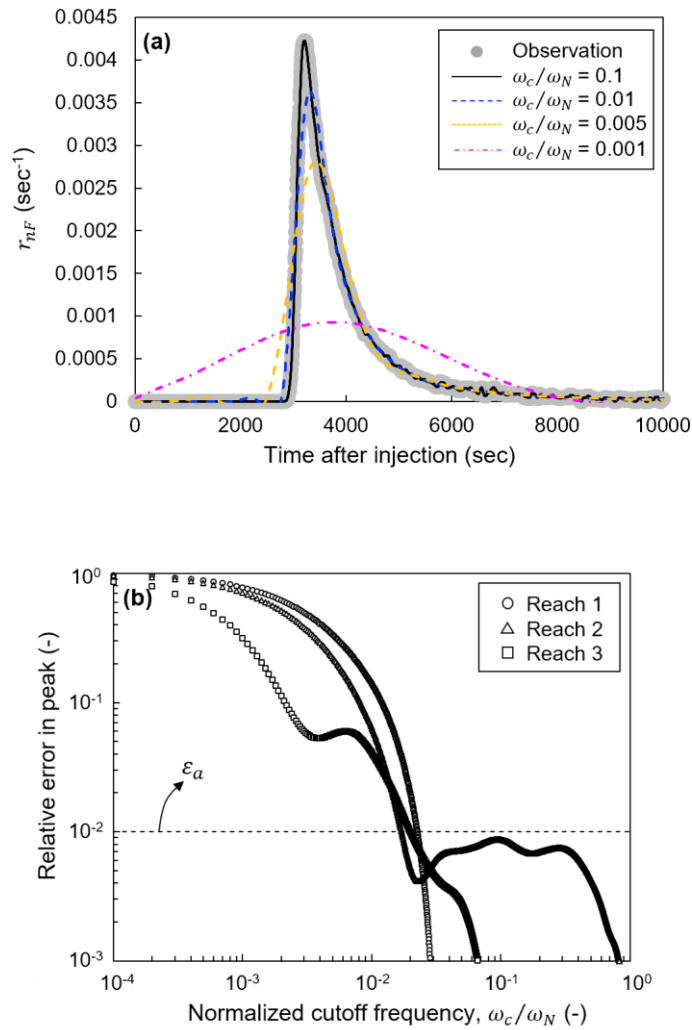 (a)
0.0045
0.004
0.0035
0.003
0.0025
0.002
0.0015
0.001
0.0005
0
r_nF (sec⁻¹)
Observation
ω_c/ω_N = 0.1
ω_c/ω_N = 0.01
ω_c/ω_N = 0.005
ω_c/ω_N = 0.001
0 2000 4000 6000 8000 10000
Time after injection (sec)
(b)
10⁰
10⁻¹
10⁻²
10⁻³
Relative error in peak (-)
Reach 1
Reach 2
Reach 3
ε_a
10⁻⁴ 10⁻³ 10⁻² 10⁻¹ 10⁰
Normalized cutoff frequency, ω_c/ω_N (-)